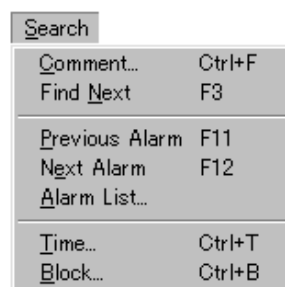 Search
Comment... Ctrl+F
Find Next F3
Previous Alarm F11
Next Alarm F12
Alarm List...
Time... Ctrl+T
Block... Ctrl+B